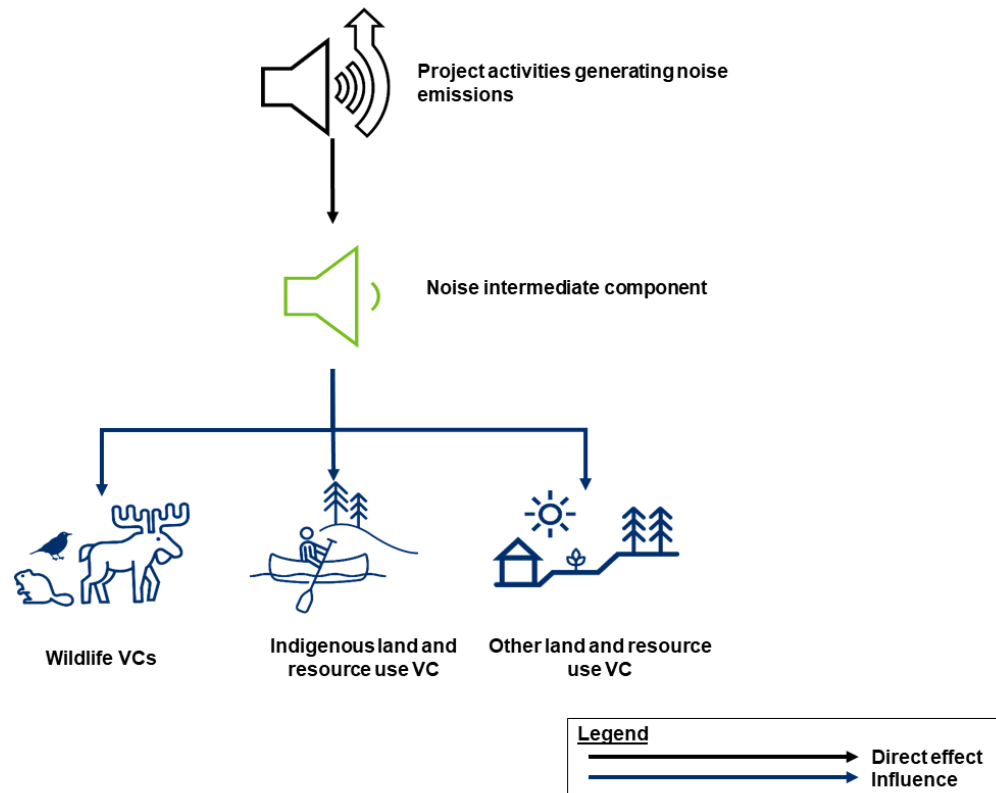 Project activities generating noise
emissions
Noise intermediate component
Wildlife VCs
Indigenous land and
resource use VC
Other land and resource
use VC
Legend
Direct effect
Influence